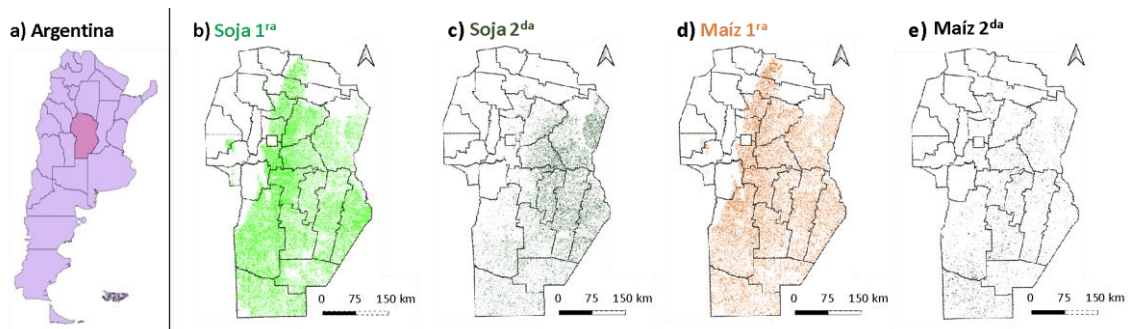 a) Argentina
b) Soja 1ra
c) Soja 2da
d) Maíz 1ra
e) Maíz 2da
0 75 150 km
0 75 150 km
0 75 150 km
0 75 150 km